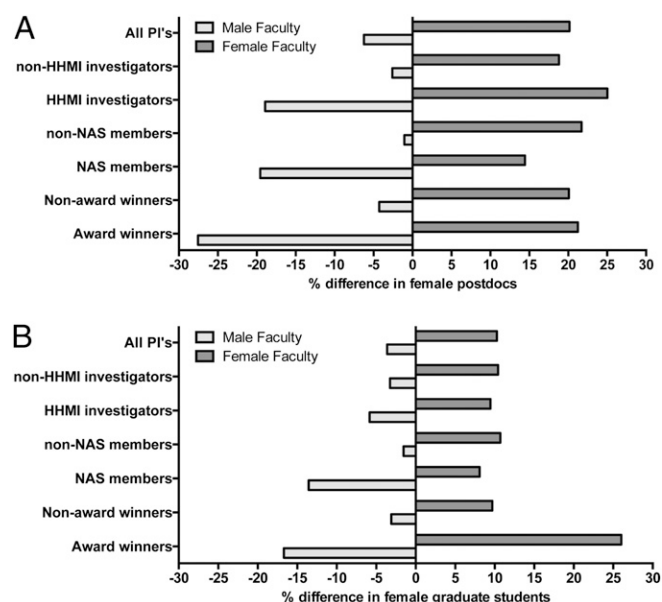 A
Male Faculty
Female Faculty
All PI's
non-HHMI investigators
HHMI investigators
non-NAS members
NAS members
Non-award winners
Award winners
-30 -25 -20 -15 -10 -5 0 5 10 15 20 25 30
% difference in female postdocs
B
Male Faculty
Female Faculty
All PI's
non-HHMI investigators
HHMI investigators
non-NAS members
NAS members
Non-award winners
Award winners
-30 -25 -20 -15 -10 -5 0 5 10 15 20 25 30
% difference in female graduate students